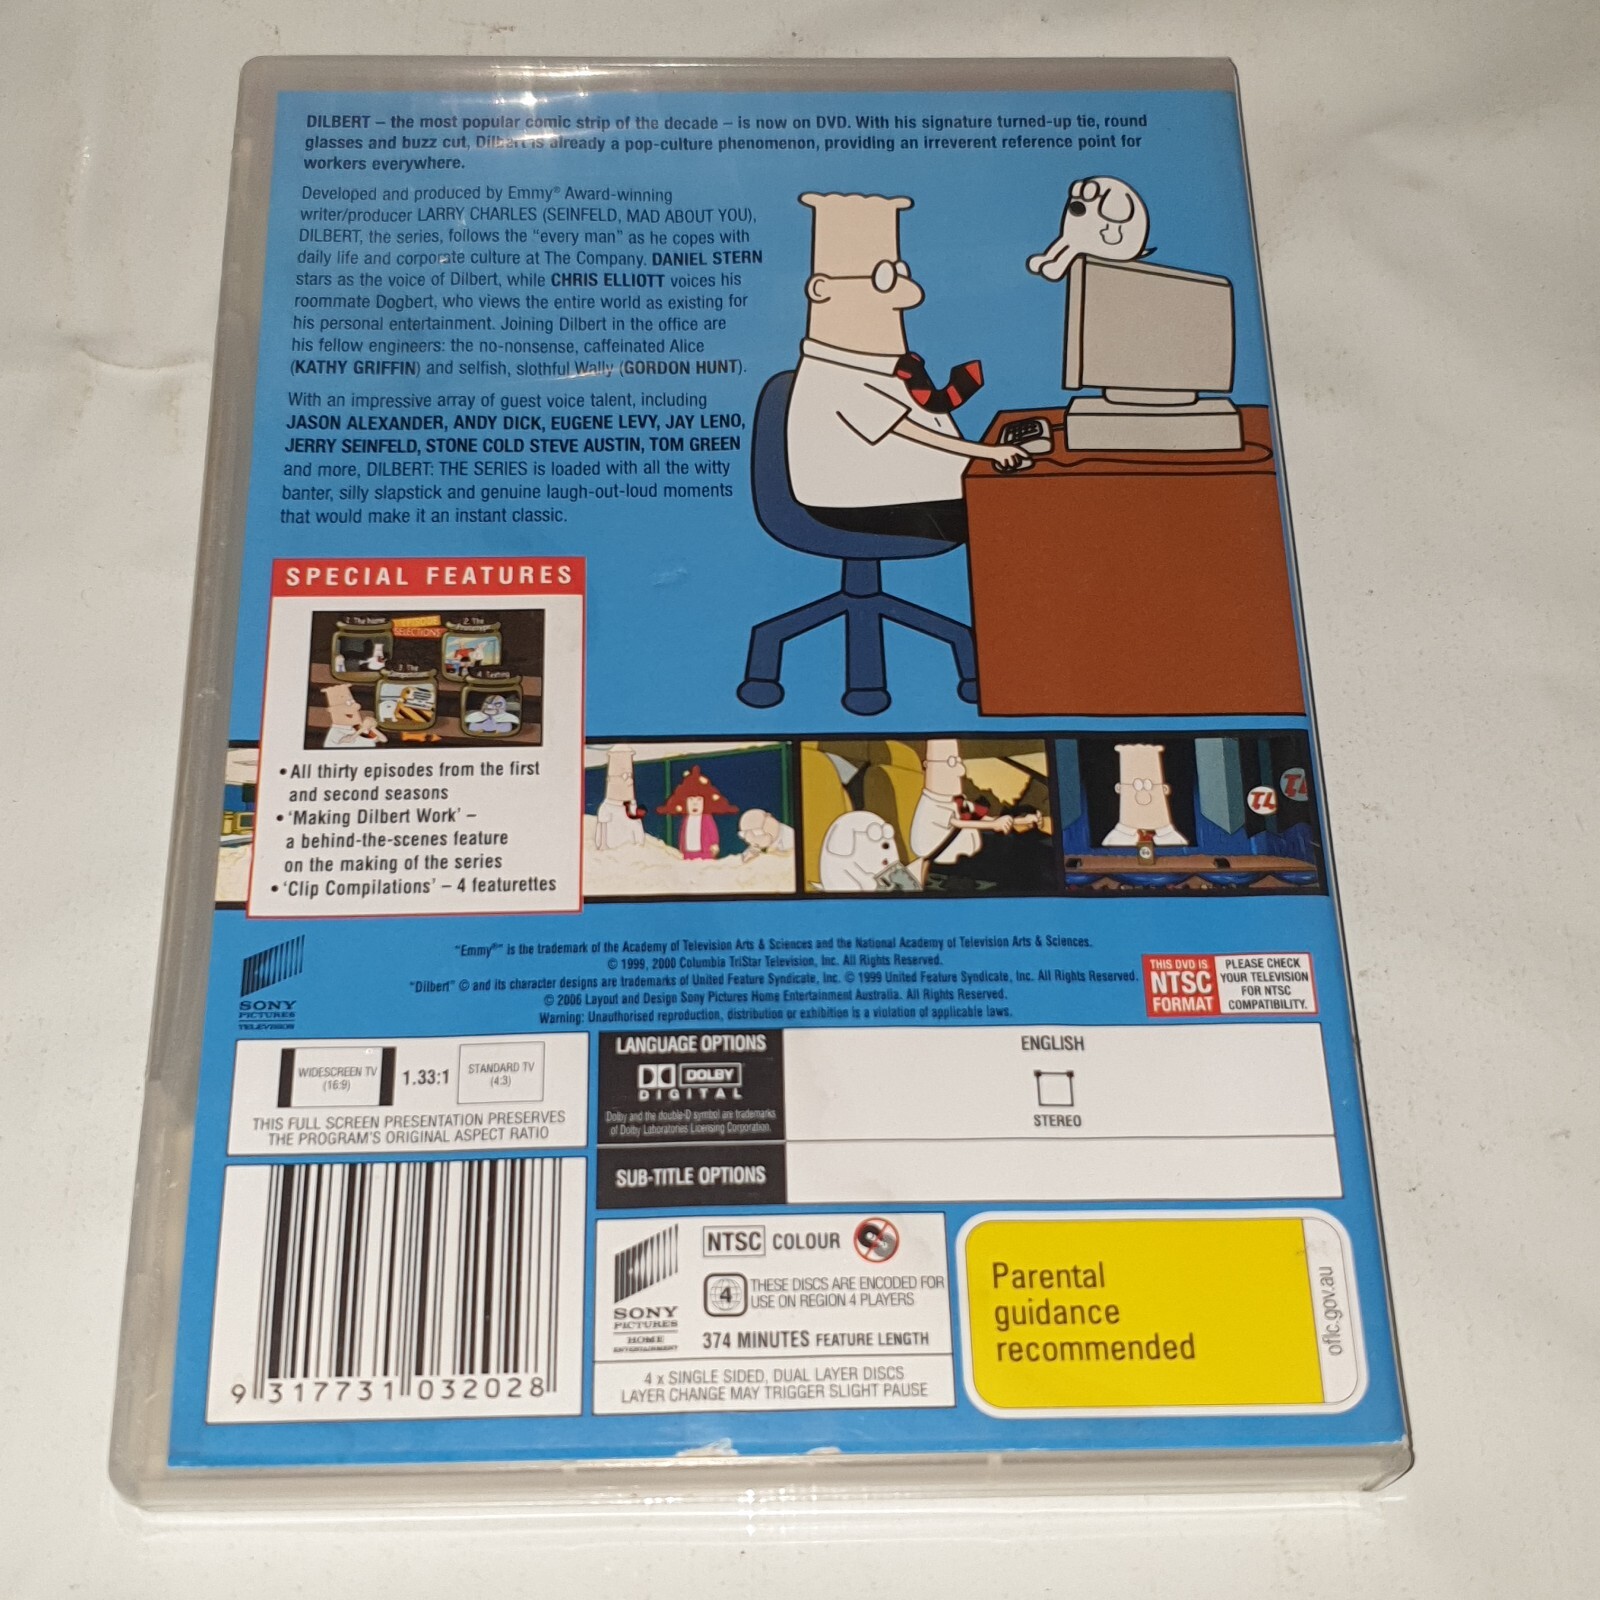 DILBERT – the most popular comic strip of the decade – is now on DVD. With his signature turned-up tie, round
glasses and buzz cut, Dilbert is already a pop-culture phenomenon, providing an irreverent reference point for
workers everywhere.
Developed and produced by Emmy® Award-winning
writer/producer LARRY CHARLES (SEINFELD, MAD ABOUT YOU),
DILBERT, the series, follows the "every man" as he copes with
daily life and corporate culture at The Company. DANIEL STERN
stars as the voice of Dilbert, while CHRIS ELLIOTT voices his
roommate Dogbert, who views the entire world as existing for
his personal entertainment. Joining Dilbert in the office are
his fellow engineers: the no-nonsense, caffeinated Alice
(KATHY GRIFFIN) and selfish, slothful Wally (GORDON HUNT).
With an impressive array of guest voice talent, including
JASON ALEXANDER, ANDY DICK, EUGENE LEVY, JAY LENO,
JERRY SEINFELD, STONE COLD STEVE AUSTIN, TOM GREEN
and more, DILBERT: THE SERIES is loaded with all the witty
banter, silly slapstick and genuine laugh-out-loud moments
that would make it an instant classic.
SPECIAL FEATURES
1. The Name
EPISODE
SELECTIONS
2. The
Prototype
3. The
Competition
4. Testing
• All thirty episodes from the first
and second seasons
• 'Making Dilbert Work' –
a behind-the-scenes feature
on the making of the series
• 'Clip Compilations' – 4 featurettes
SONY
PICTURES
TELEVISION
"Emmy®" is the trademark of the Academy of Television Arts & Sciences and the National Academy of Television Arts & Sciences.
© 1999, 2000 Columbia TriStar Television, Inc. All Rights Reserved.
"Dilbert" © and its character designs are trademarks of United Feature Syndicate, Inc. © 1999 United Feature Syndicate, Inc. All Rights Reserved.
© 2006 Layout and Design Sony Pictures Home Entertainment Australia. All Rights Reserved.
Warning: Unauthorised reproduction, distribution or exhibition is a violation of applicable laws.
THIS DVD IS
NTSC
FORMAT
PLEASE CHECK
YOUR TELEVISION
FOR NTSC
COMPATIBILITY.
WIDESCREEN TV
(16:9)
1.33:1
STANDARD TV
(4:3)
THIS FULL SCREEN PRESENTATION PRESERVES
THE PROGRAM'S ORIGINAL ASPECT RATIO
LANGUAGE OPTIONS
DOLBY
DIGITAL
Dolby and the double-D symbol are trademarks
of Dolby Laboratories Licensing Corporation.
ENGLISH
STEREO
SUB-TITLE OPTIONS
9 317731 032028
SONY
PICTURES
HOME
ENTERTAINMENT
NTSC COLOUR
4
THESE DISCS ARE ENCODED FOR
USE ON REGION 4 PLAYERS
374 MINUTES FEATURE LENGTH
4 x SINGLE SIDED, DUAL LAYER DISCS
LAYER CHANGE MAY TRIGGER SLIGHT PAUSE
Parental
guidance
recommended
oflc.gov.au